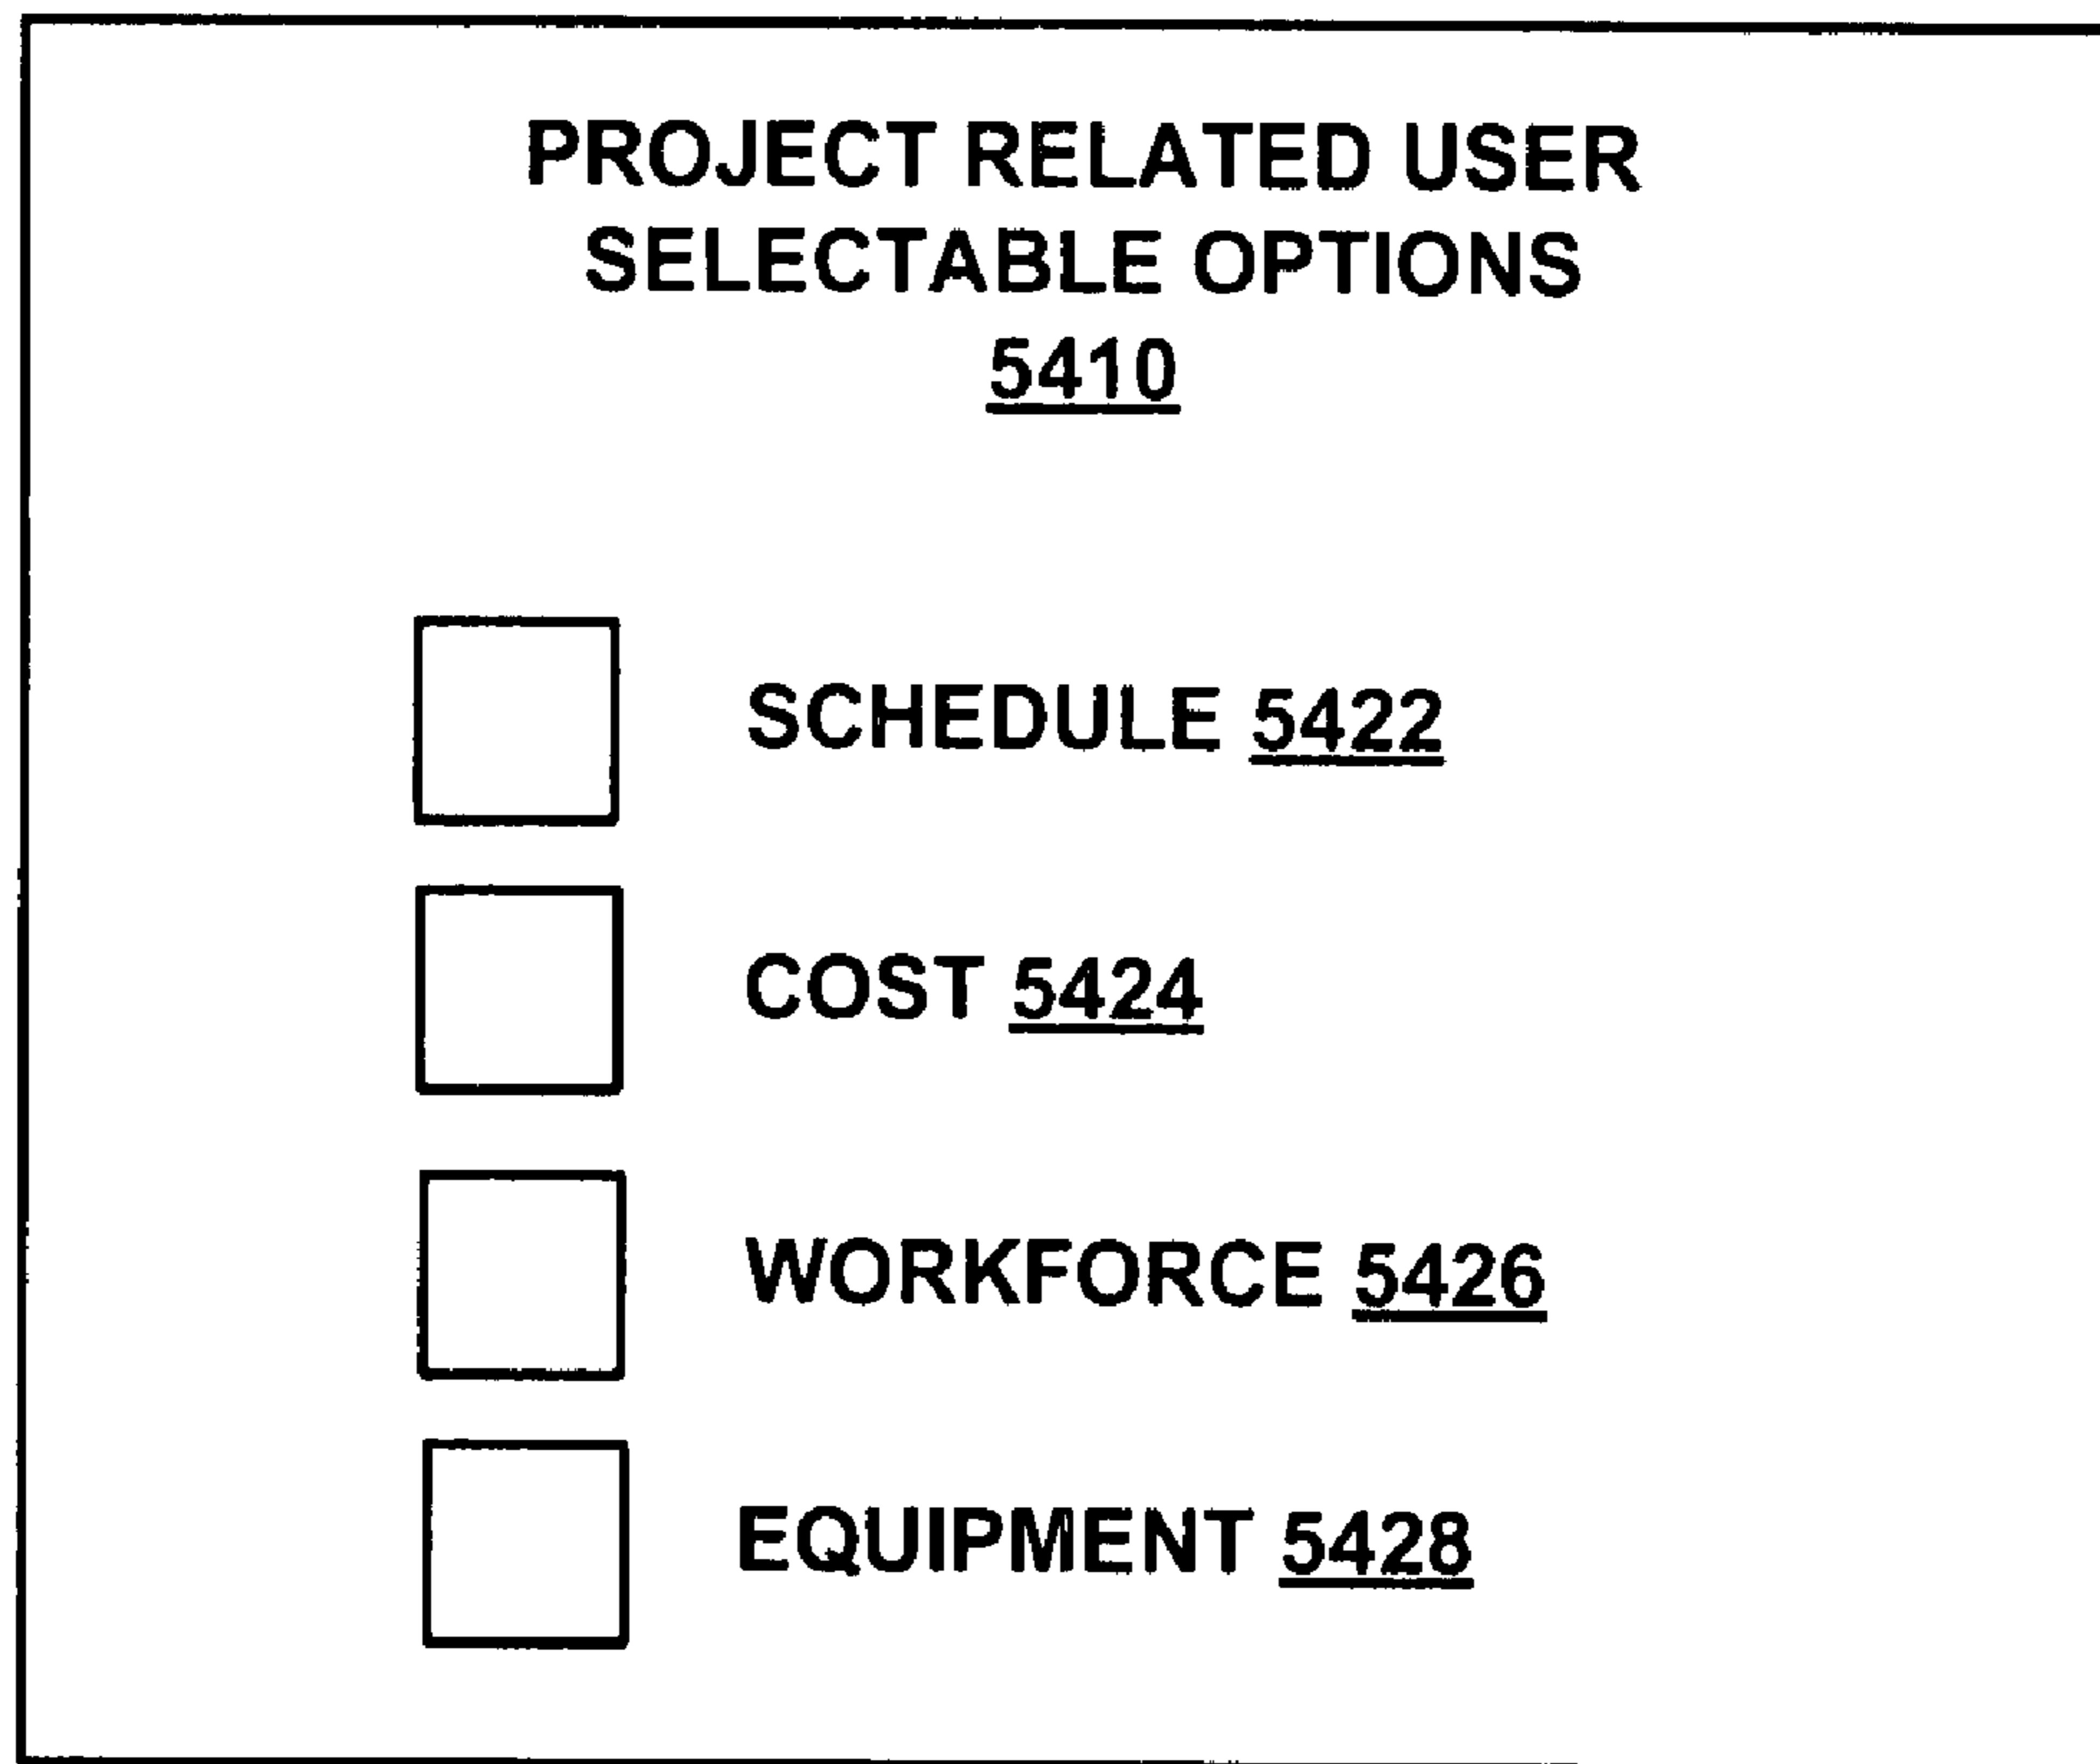 PROJECT RELATED USER
SELECTABLE OPTIONS
5410
SCHEDULE 5422
COST 5424
WORKFORCE 5426
EQUIPMENT 5428